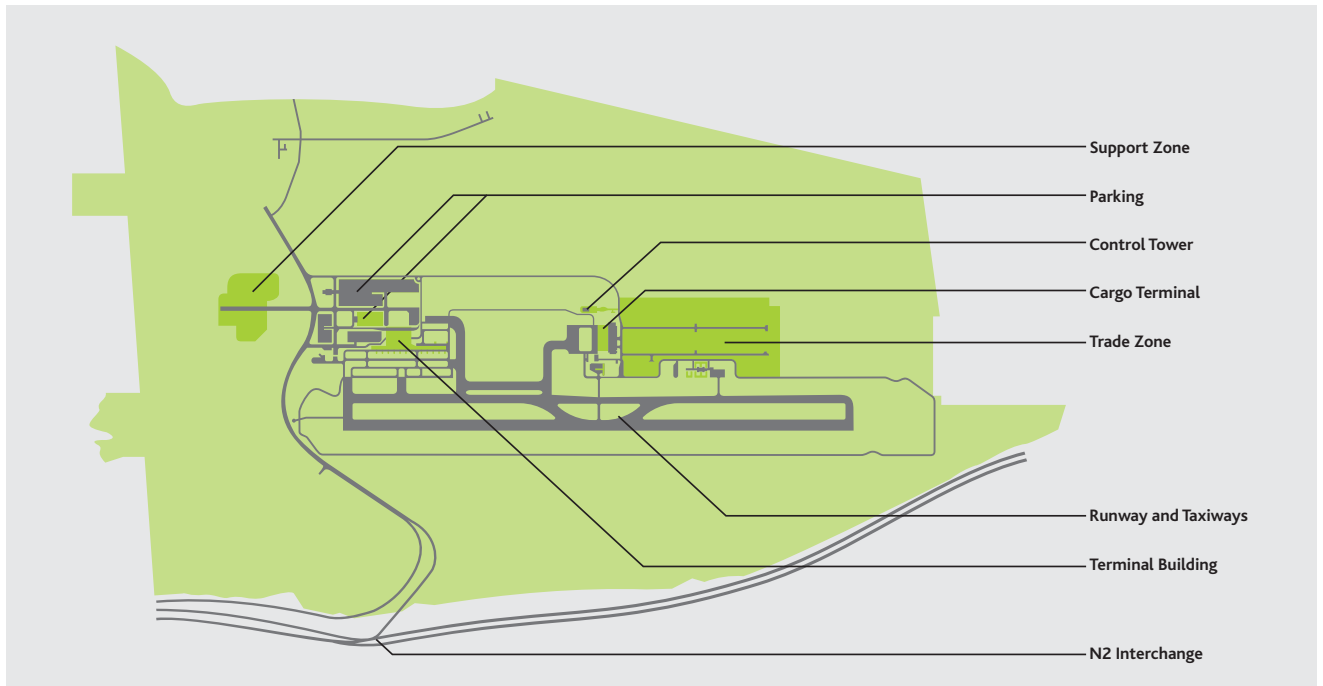 Support Zone
Parking
Control Tower
Cargo Terminal
Trade Zone
Runway and Taxiways
Terminal Building
N2 Interchange